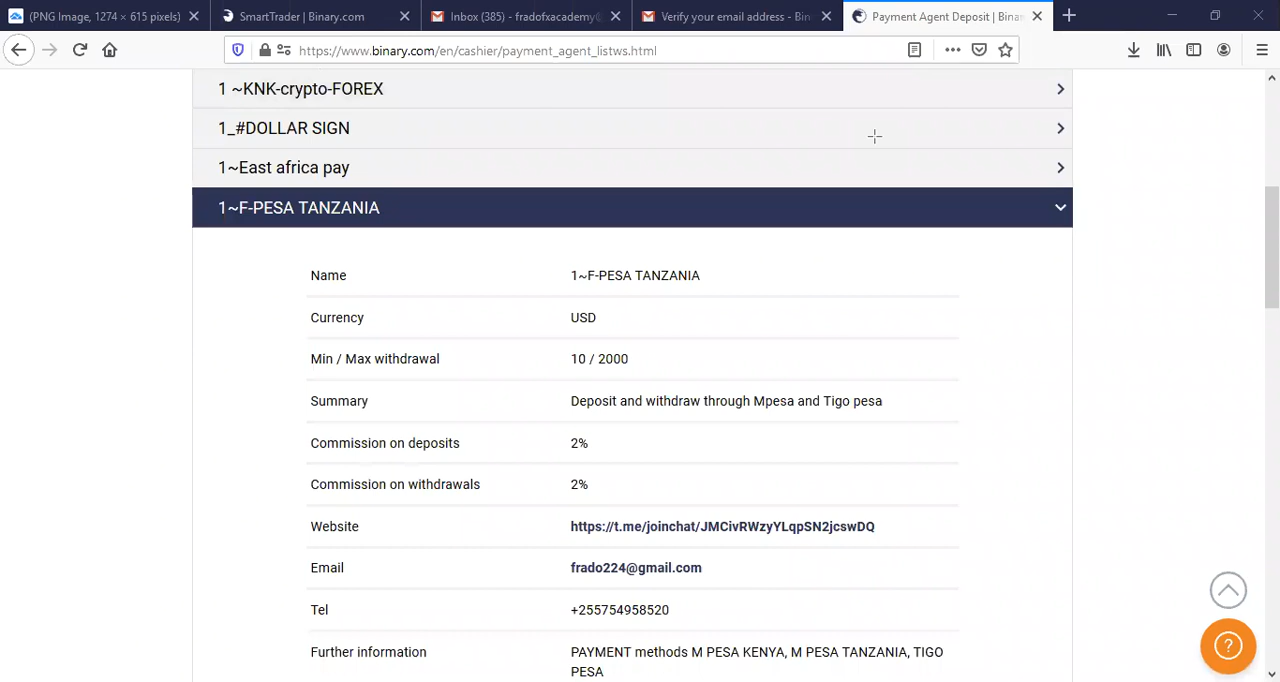 (PNG Image, 1274 × 615 pixels)
SmartTrader | Binary.com
Inbox (385) - fradofxacademy@
Verify your email address - Bin
Payment Agent Deposit | Bina
https://www.binary.com/en/cashier/payment_agent_listws.html
1 ~KNK-crypto-FOREX
1_#DOLLAR SIGN
1~East africa pay
1~F-PESA TANZANIA
Name 1~F-PESA TANZANIA
Currency USD
Min / Max withdrawal 10 / 2000
Summary Deposit and withdraw through Mpesa and Tigo pesa
Commission on deposits 2%
Commission on withdrawals 2%
Website https://t.me/joinchat/JMCivRWzyYLqpSN2jcswDQ
Email frado224@gmail.com
Tel +255754958520
Further information PAYMENT methods M PESA KENYA, M PESA TANZANIA, TIGO
PESA